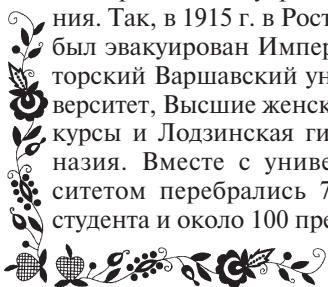 ния. Так, в 1915 г. в Рост
был эвакуирован Импер
торский Варшавский ун
верситет, Высшие женск
курсы и Лодзинская ги
назия. Вместе с униве
ситетом перебрались 7
студента и около 100 пре